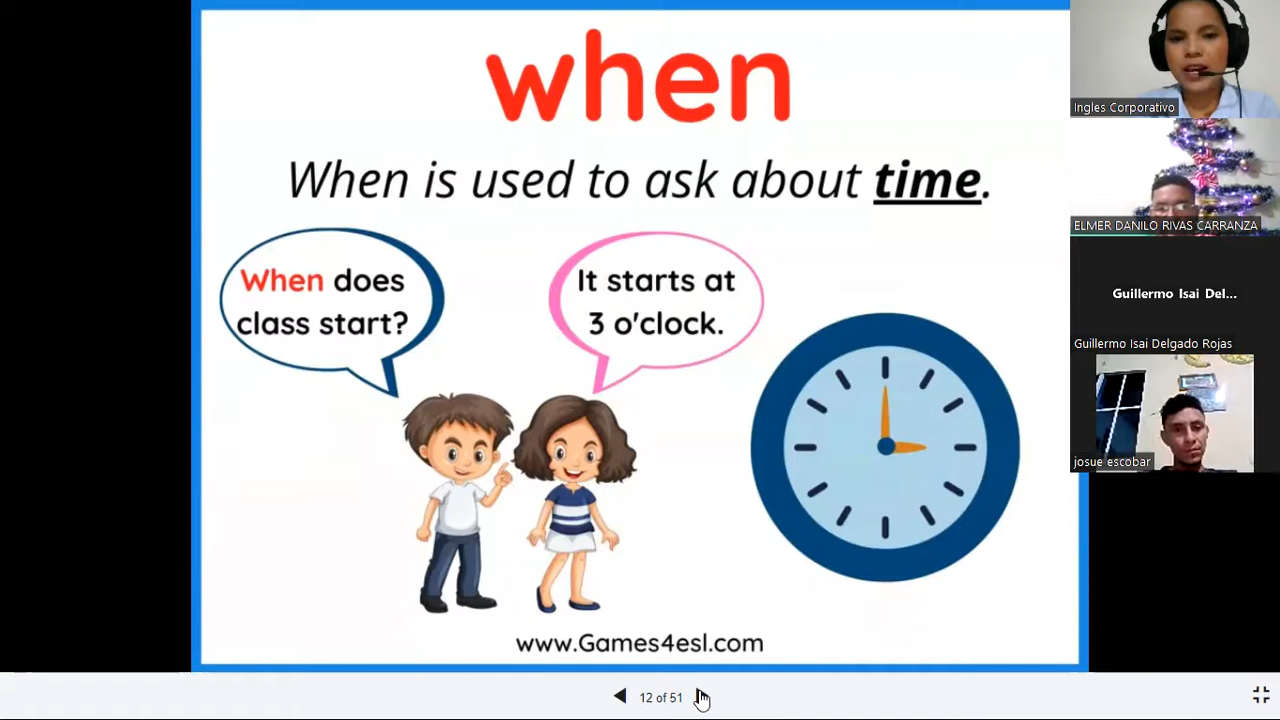 when
When is used to ask about time.
When does
class start?
It starts at
3 o'clock.
www.Games4esl.com
12 of 51
Ingles Corporativo
ELMER DANILO RIVAS CARRANZA
Guillermo Isai Del...
Guillermo Isai Delgado Rojas
josue escobar